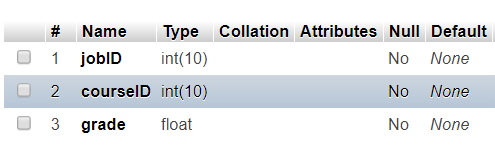 # Name Type Collation Attributes Null Default
1 jobID int(10) No None
2 courseID int(10) No None
3 grade float No None